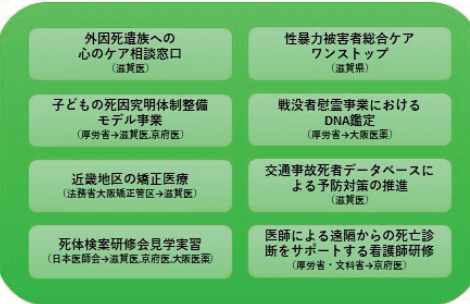 外因死遺族への
心のケア相談窓口
（滋賀医）
性暴力被害者総合ケア
ワンストップ
（滋賀県）
子どもの死因究明体制整備
モデル事業
（厚労省→滋賀医,京府医）
戦没者慰霊事業における
DNA鑑定
（厚労省→大阪医薬）
近畿地区の矯正医療
（法務省大阪矯正管区→滋賀医）
交通事故死者データベースに
よる予防対策の推進
（滋賀医）
死体検案研修会見学実習
（日本医師会→滋賀医,京府医,大阪医薬）
医師による遠隔からの死亡診
断をサポートする看護師研修
（厚労省・文科省→京府医）